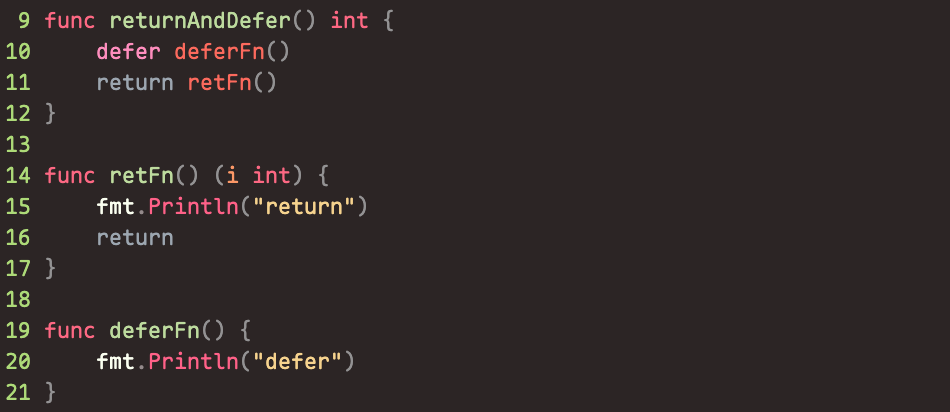 9 func returnAndDefer() int {
10     defer deferFn()
11     return retFn()
12 }
13
14 func retFn() (i int) {
15     fmt.Println("return")
16     return
17 }
18
19 func deferFn() {
20     fmt.Println("defer")
21 }